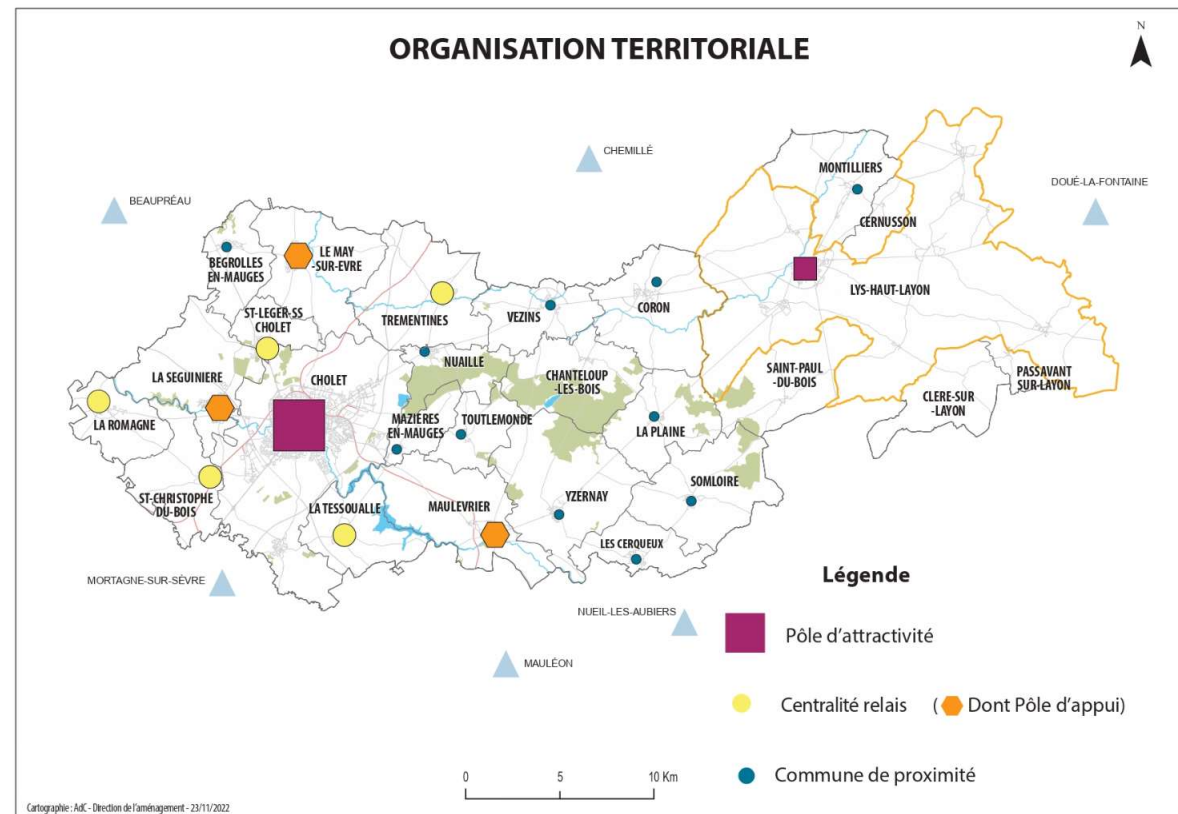 ORGANISATION TERRITORIALE
N
CHEMILLÉ
MONTILLIERS
DOUÉ-LA-FONTAINE
BEAUPRÉAU
CERNUSSON
BEGROLLES
EN-MAUGES
LE MAY
-SUR-EVRE
LYS-HAUT-LAYON
CORON
ST-LEGER-SS
CHOLET
TREMENTINES
VEZINS
NUAILLE
CHANTELOUP
-LES-BOIS
SAINT-PAUL
-DU-BOIS
PASSAVANT
SUR-LAYON
LA SEGUINIERE
CHOLET
CLERE-SUR
-LAYON
LA ROMAGNE
MAZIERES
EN-MAUGES
TOUTLEMONDE
LA PLAINE
ST-CHRISTOPHE
DU-BOIS
LA TESSOUALLE
MAULEVRIER
YZERNAY
SOMLOIRE
LES CERQUEUX
MORTAGNE-SUR-SÈVRE
NUEIL-LES-AUBIERS
MAULÉON
Légende
Pôle d'attractivité
Centralité relais ( Dont Pôle d'appui)
Commune de proximité
0 5 10 Km
Cartographie : AdC - Direction de l'aménagement - 23/11/2022